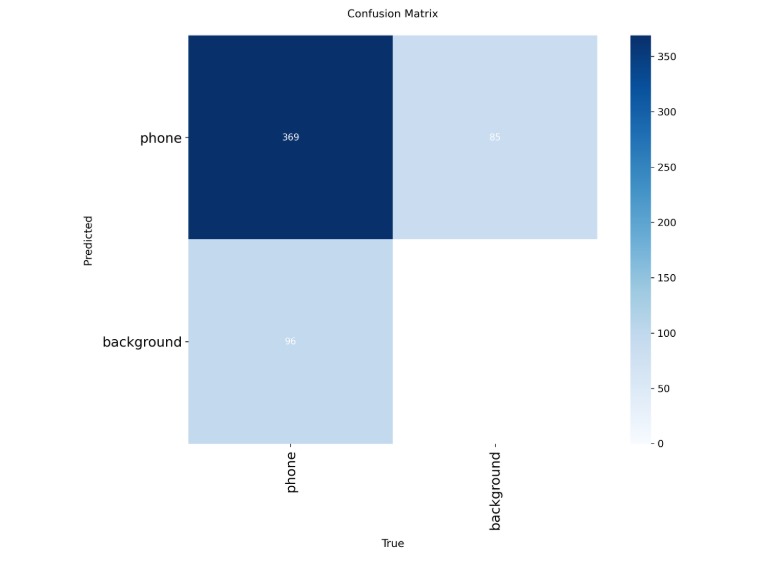 Confusion Matrix
350
300
250
200
150
100
50
0
phone
369
85
Predicted
background
96
phone
background
True